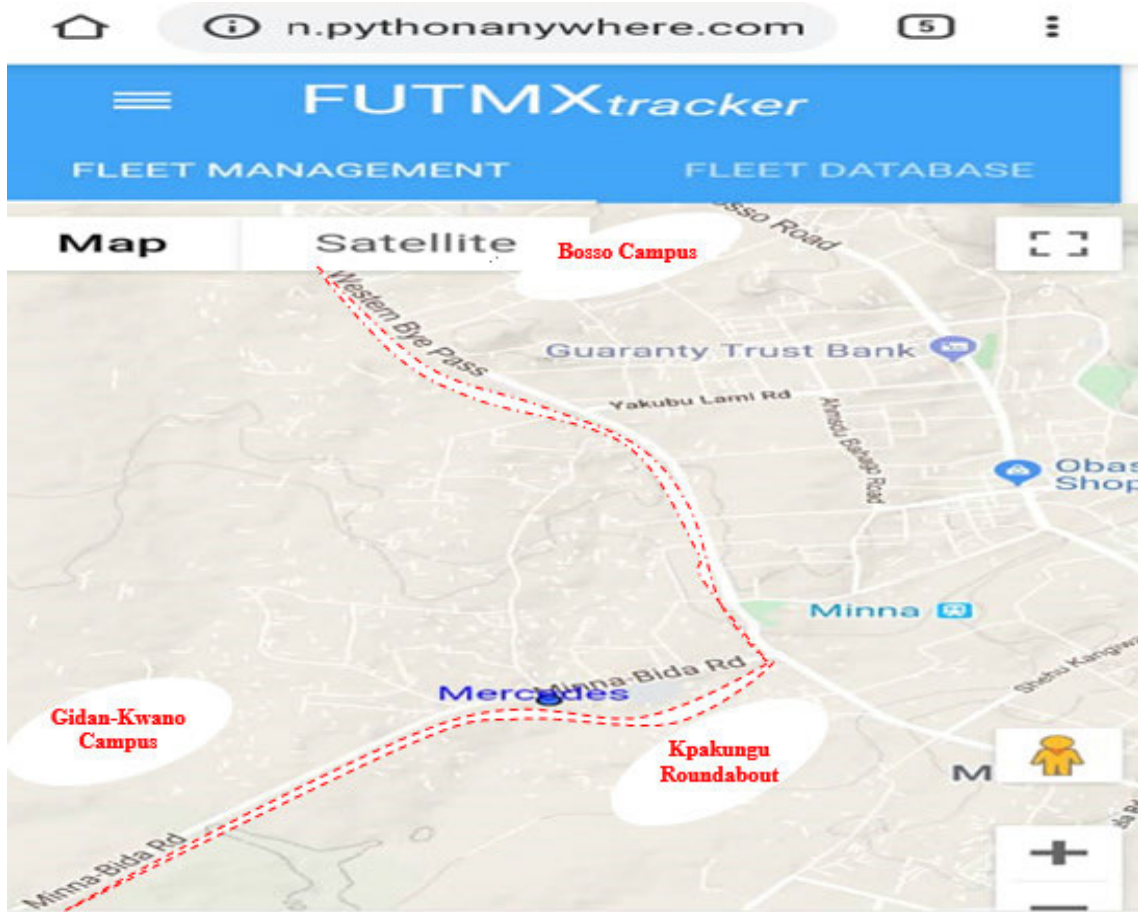 n.pythonanywhere.com
5
FUTMXtracker
FLEET MANAGEMENT
FLEET DATABASE
Map
Satellite
Bosso Campus
osso Road
Western Bye Pass
Guaranty Trust Bank
Yakubu Lami Rd
Ahmadu Bahago Road
Obas
Shop
Minna
Minna-Bida Rd
Mercedes
Shehu Kangiwa
Gidan-Kwano
Campus
Kpakungu
Roundabout
M
Minna-Bida Rd